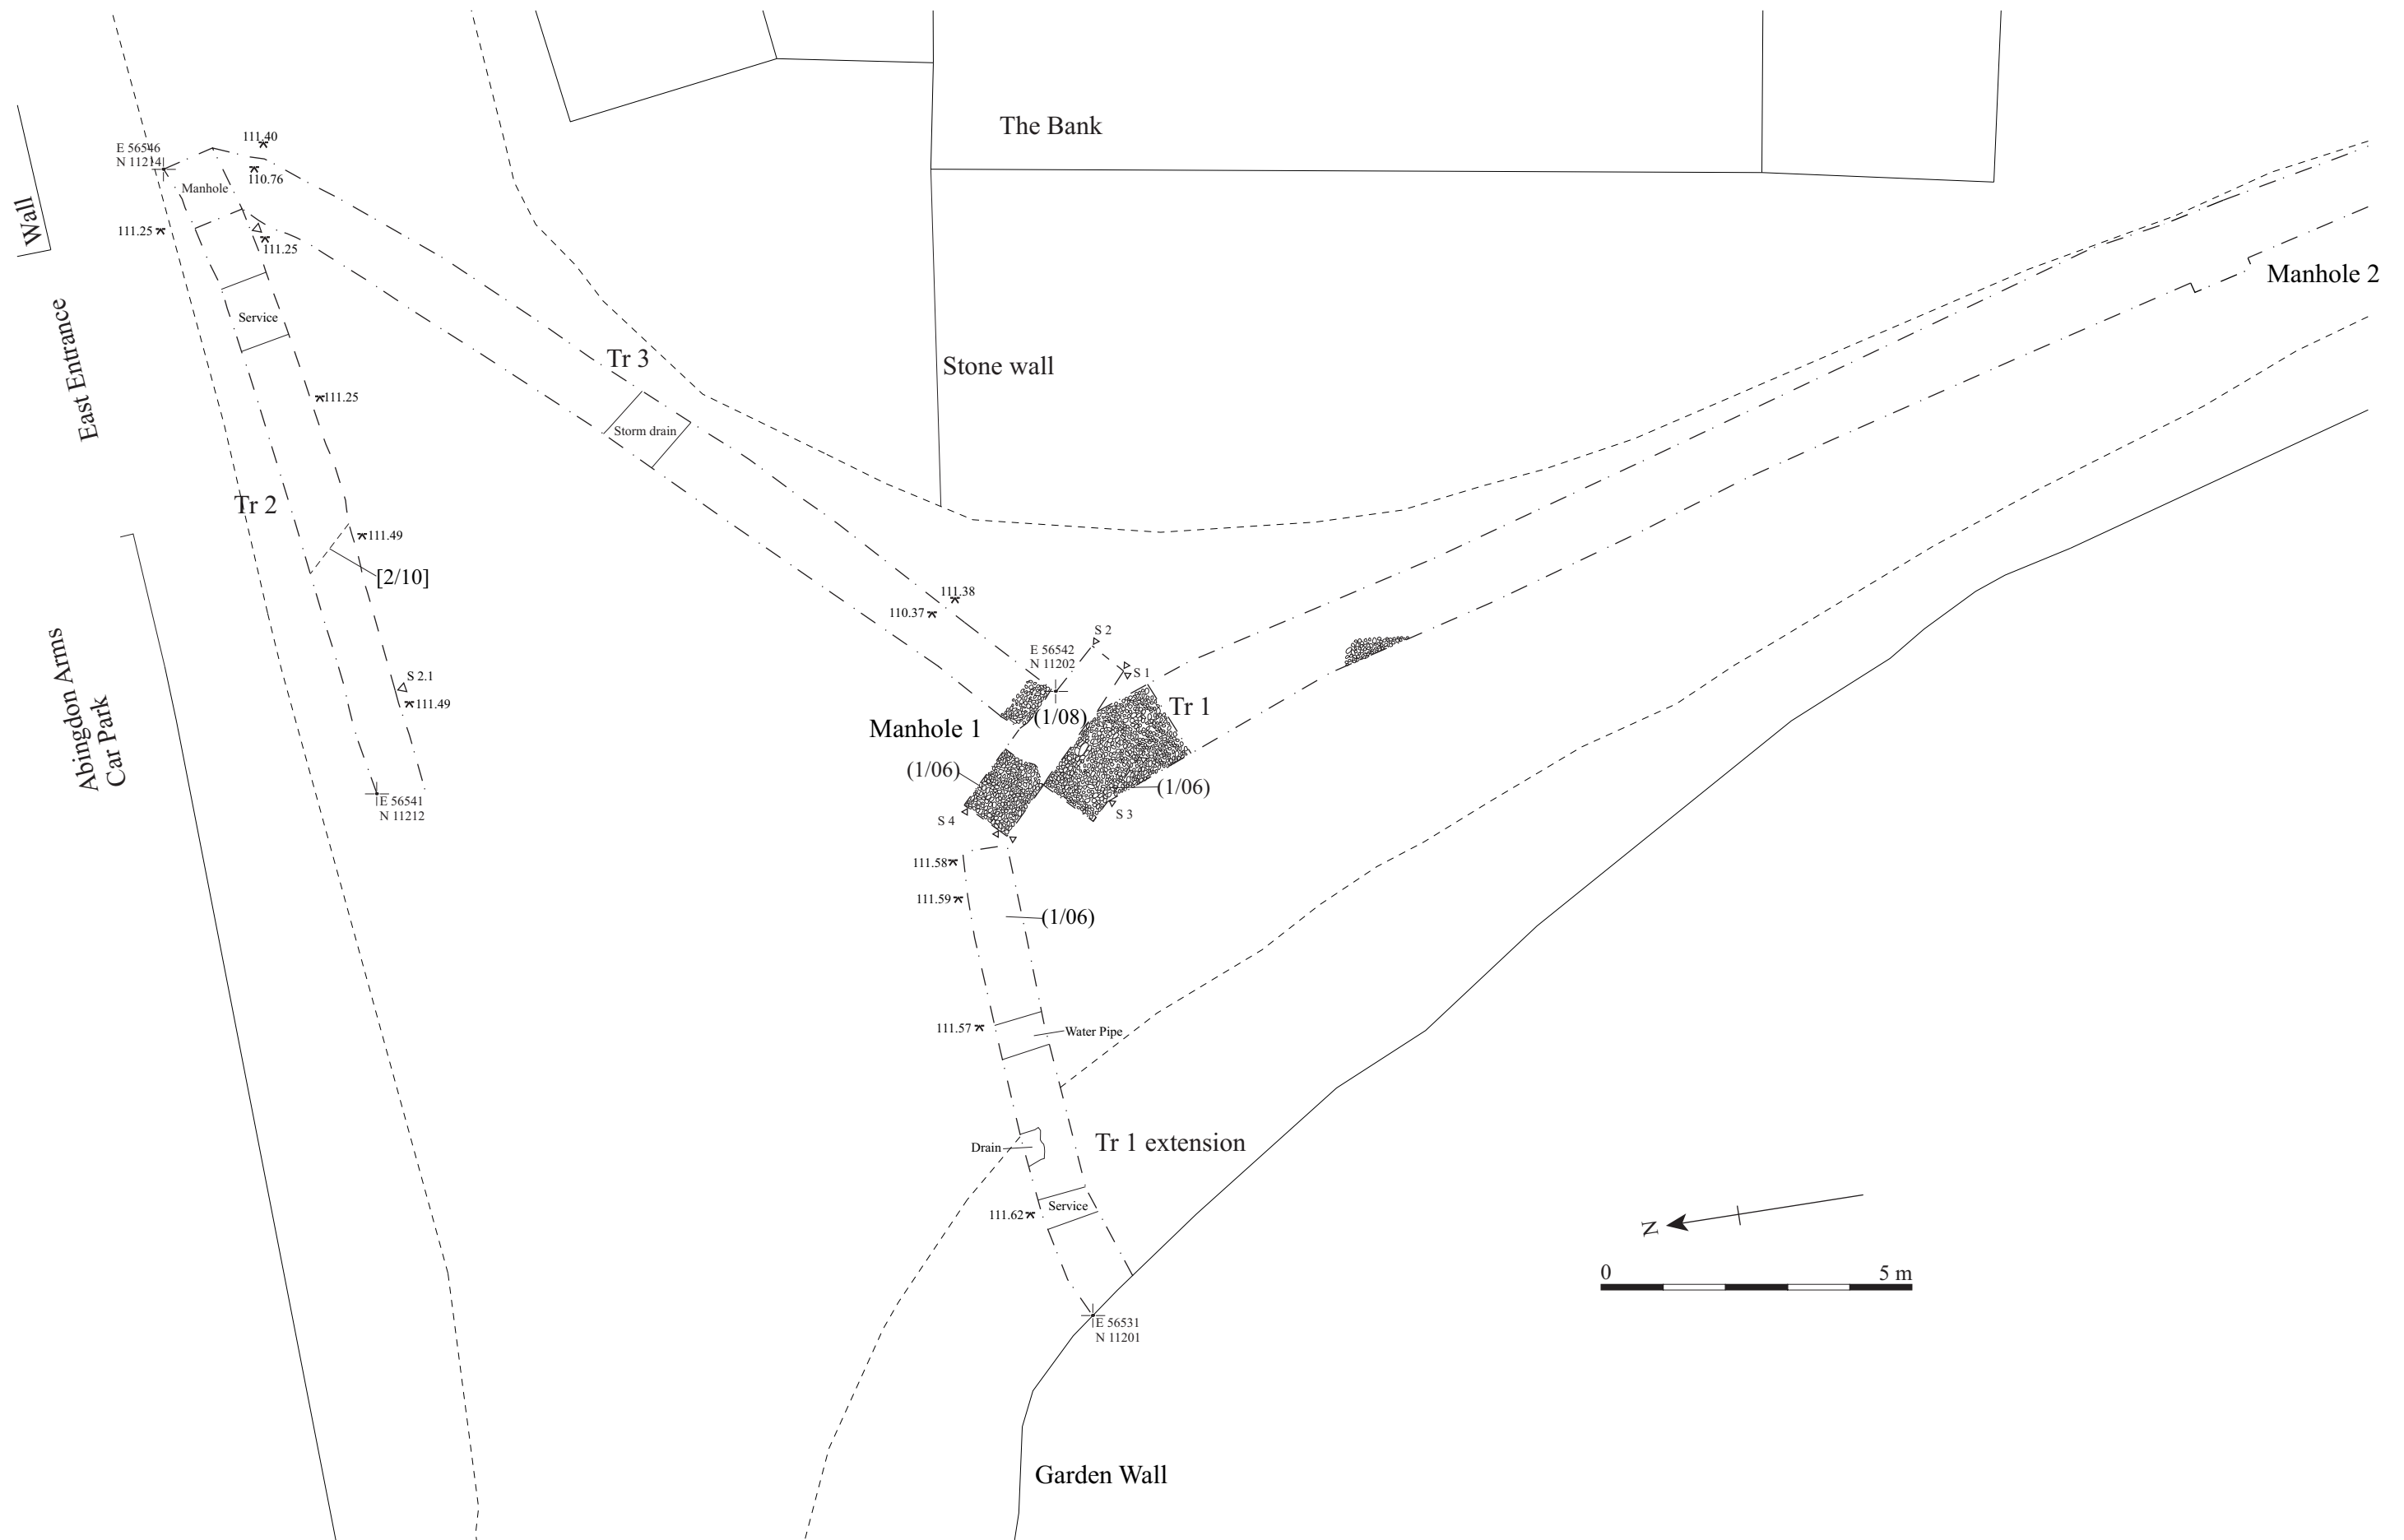 The Bank
111.40
E 56546
N 11214
110.76
Manhole
Wall
111.25
111.25
Manhole 2
Service
East Entrance
Tr 3
Stone wall
111.25
Storm drain
Tr 2
111.49
[2/10]
111.38
110.37
S 2
E 56542
N 11202
S 1
Abingdon Arms
Car Park
S 2.1
111.49
Tr 1
(1/08)
Manhole 1
(1/06)
(1/06)
E 56541
N 11212
S 3
S 4
111.58
111.59
(1/06)
111.57
Water Pipe
Tr 1 extension
Drain
Service
111.62
N
0
5 m
E 56531
N 11201
Garden Wall